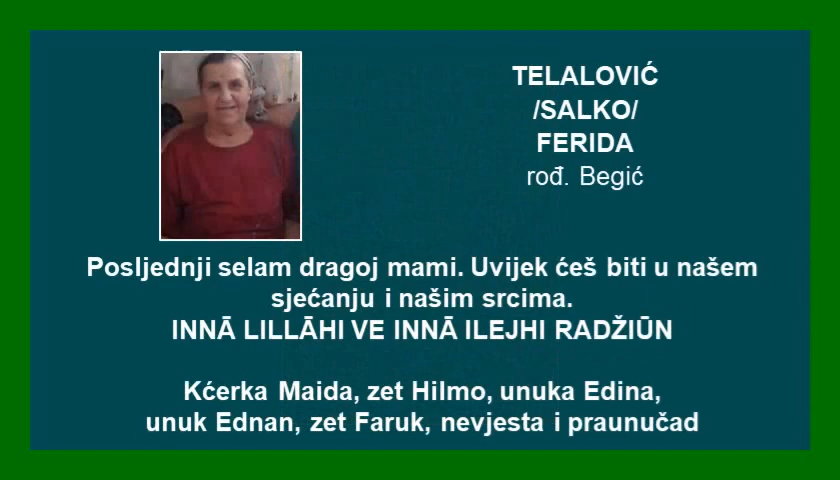 TELALOVIĆ
/SALKO/
FERIDA
rođ. Begić
Posljednji selam dragoj mami. Uvijek ćeš biti u našem
sjećanju i našim srcima.
INNĀ LILLĀHI VE INNĀ ILEJHI RADŽIŪN
Kćerka Maida, zet Hilmo, unuka Edina,
unuk Ednan, zet Faruk, nevjesta i praunučad